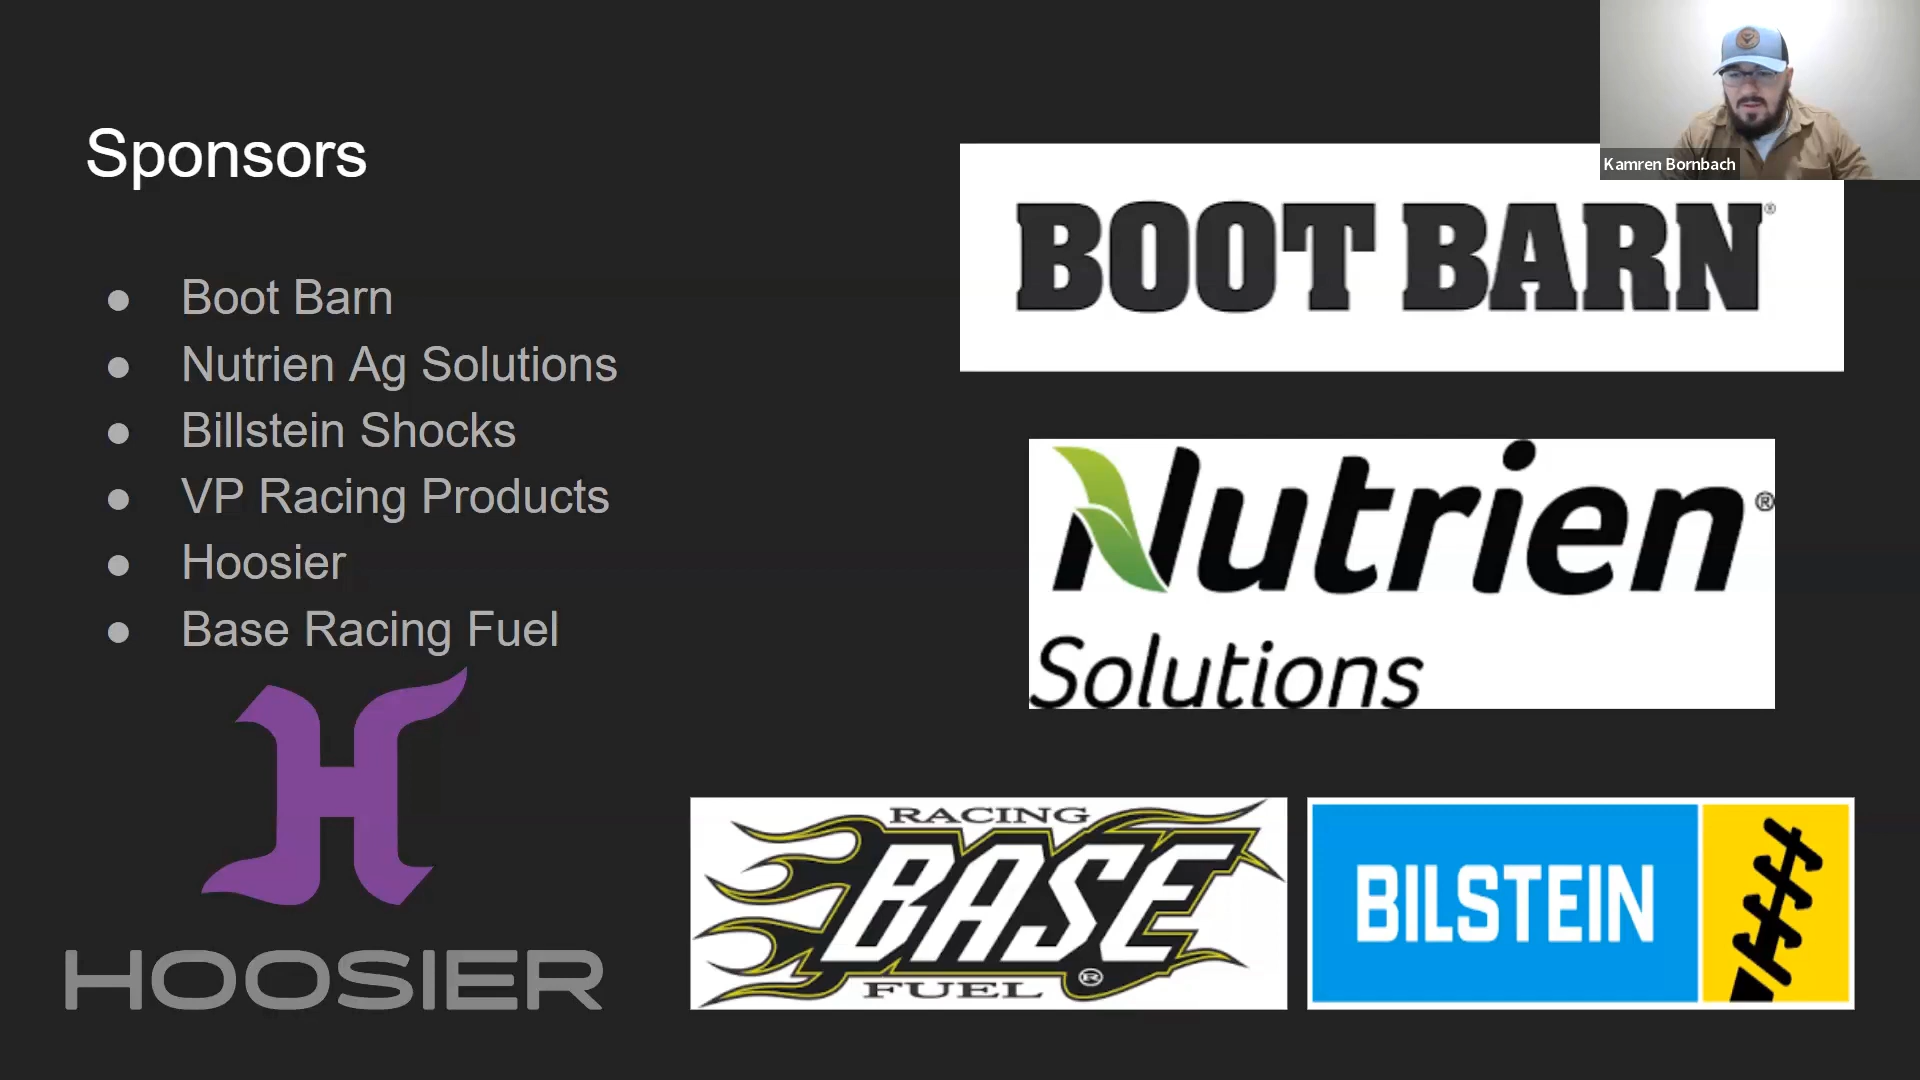 Sponsors
Kamren Bornbach
BOOT BARN®
Boot Barn
Nutrien Ag Solutions
Billstein Shocks
VP Racing Products
Hoosier
Base Racing Fuel
Nutrien®
Solutions
HOOSIER
RACING
BASE®
FUEL
BILSTEIN